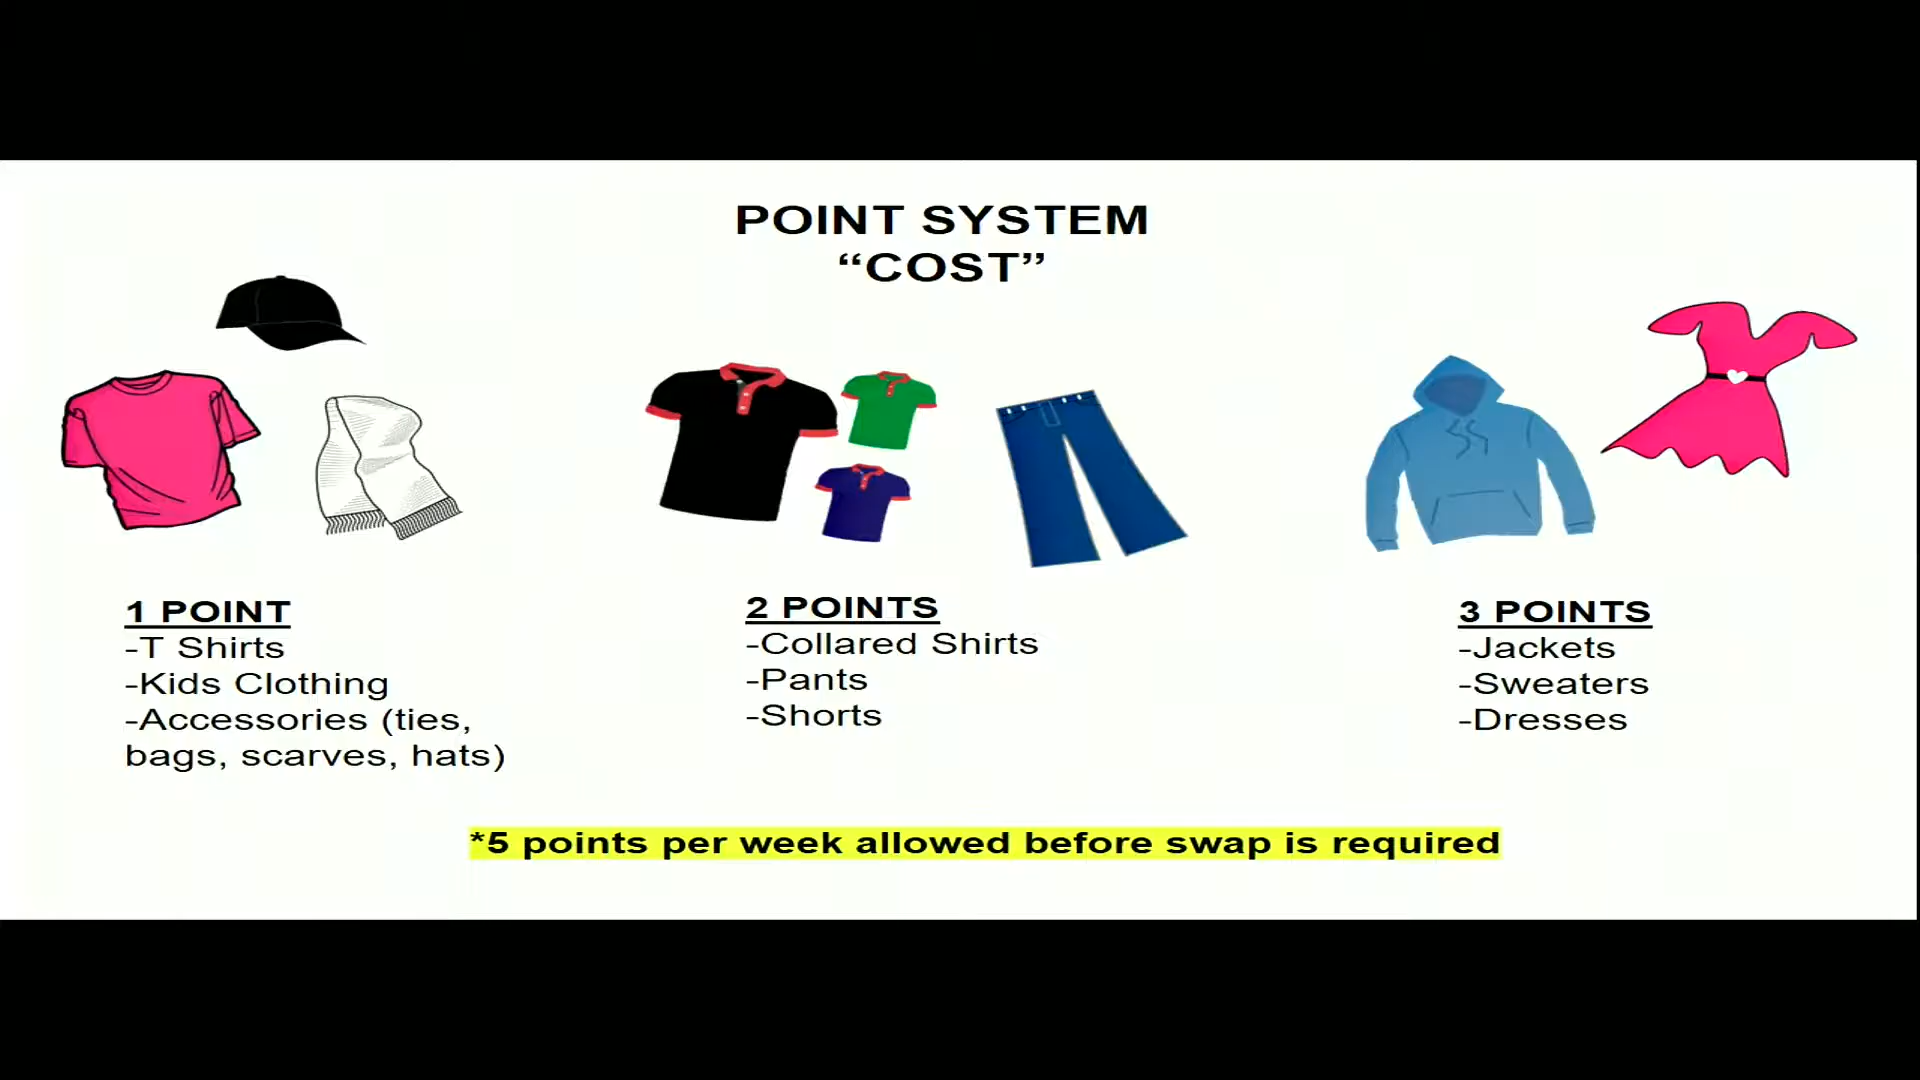 POINT SYSTEM
“COST”
1 POINT
-T Shirts
-Kids Clothing
-Accessories (ties,
bags, scarves, hats)
2 POINTS
-Collared Shirts
-Pants
-Shorts
3 POINTS
-Jackets
-Sweaters
-Dresses
*5 points per week allowed before swap is required